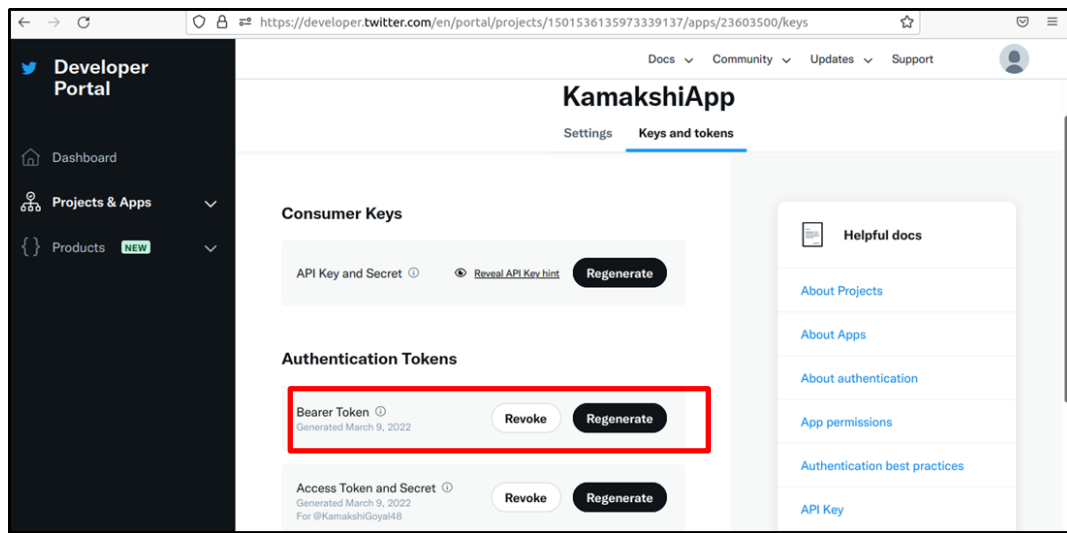 https://developer.twitter.com/en/portal/projects/1501536135973339137/apps/23603500/keys
Developer
Portal
Docs Community Updates Support
Dashboard
Projects & Apps
Products NEW
KamakshiApp
Settings Keys and tokens
Consumer Keys
API Key and Secret Reveal API Key hint Regenerate
Authentication Tokens
Bearer Token
Generated March 9, 2022
Revoke Regenerate
Access Token and Secret
Generated March 9, 2022
For @KamakshiGoyal48
Revoke Regenerate
Helpful docs
About Projects
About Apps
About authentication
App permissions
Authentication best practices
API Key